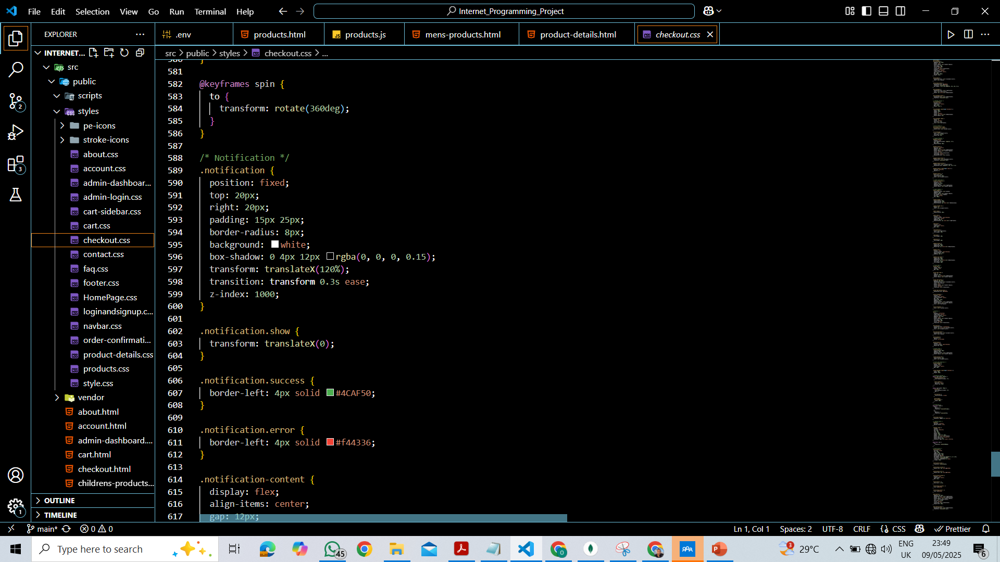 File Edit Selection View Go Run Terminal Help
Internet_Programming_Project
EXPLORER
.env
products.html
products.js
mens-products.html
product-details.html
checkout.css
INTERNET...
src > public > styles > checkout.css > ...
src
public
scripts
styles
pe-icons
stroke-icons
about.css
account.css
admin-dashboar...
admin-login.css
cart-sidebar.css
cart.css
checkout.css
contact.css
faq.css
footer.css
HomePage.css
loginandsignup.c...
navbar.css
order-confirmati...
product-details.css
products.css
style.css
vendor
about.html
account.html
admin-dashboard....
cart.html
checkout.html
childrens-products...
OUTLINE
TIMELINE
2
3
1
580 }
581
582 @keyframes spin {
583 to {
584 transform: rotate(360deg);
585 }
586 }
587
588 /* Notification */
589 .notification {
590 position: fixed;
591 top: 20px;
592 right: 20px;
593 padding: 15px 25px;
594 border-radius: 8px;
595 background: white;
596 box-shadow: 0 4px 12px rgba(0, 0, 0, 0.15);
597 transform: translateX(120%);
598 transition: transform 0.3s ease;
599 z-index: 1000;
600 }
601
602 .notification.show {
603 transform: translateX(0);
604 }
605
606 .notification.success {
607 border-left: 4px solid #4CAF50;
608 }
609
610 .notification.error {
611 border-left: 4px solid #f44336;
612 }
613
614 .notification-content {
615 display: flex;
616 align-items: center;
617 gap: 12px;
main* 0 0
Ln 1, Col 1 Spaces: 2 UTF-8 CRLF {} CSS Prettier
Type here to search
45
3
29°C
ENG
UK
23:49
09/05/2025
6